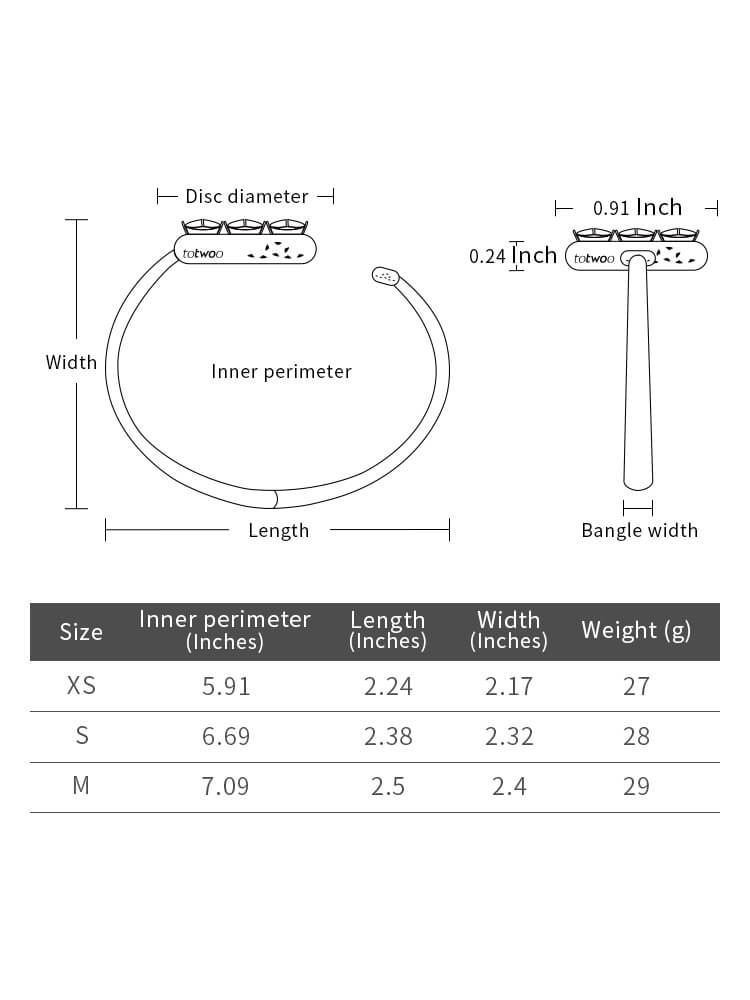 Disc diameter
totwoo
Width
Inner perimeter
Length
0.91 Inch
0.24 Inch
totwoo
Bangle width
Size Inner perimeter (Inches) Length (Inches) Width (Inches) Weight (g)
XS 5.91 2.24 2.17 27
S 6.69 2.38 2.32 28
M 7.09 2.5 2.4 29